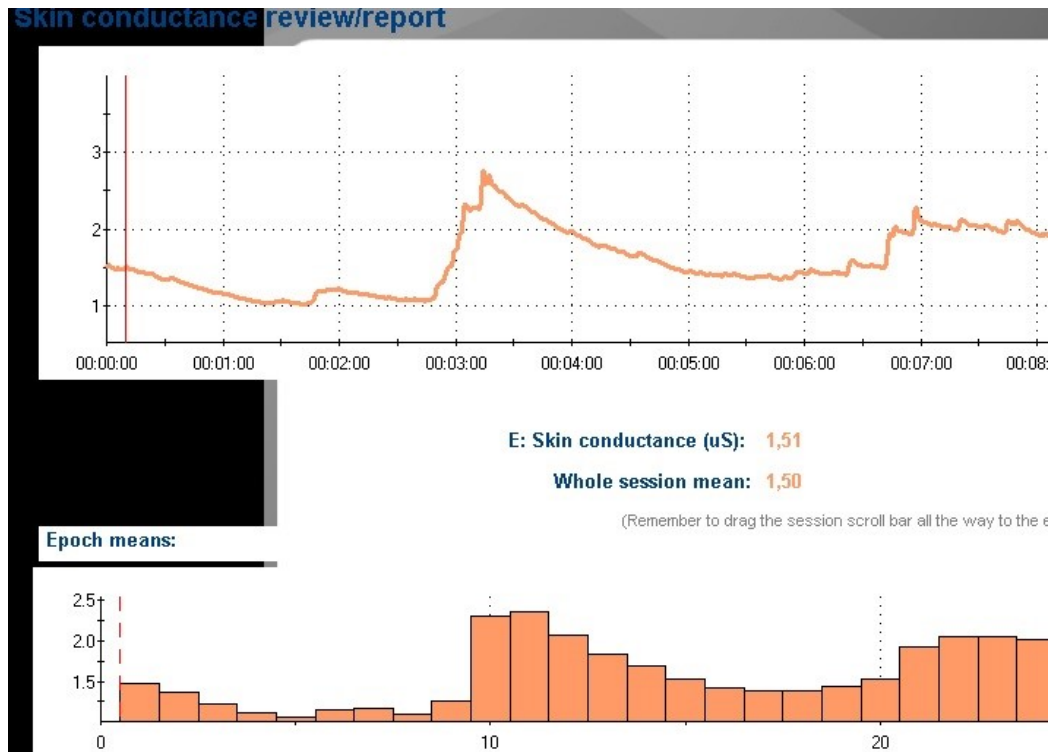 Skin conductance review/report
3
2
1
00:00:00 00:01:00 00:02:00 00:03:00 00:04:00 00:05:00 00:06:00 00:07:00 00:08:
E: Skin conductance (uS): 1,51
Whole session mean: 1,50
(Remember to drag the session scroll bar all the way to the e
Epoch means:
2.5
2.0
1.5
0 10 20